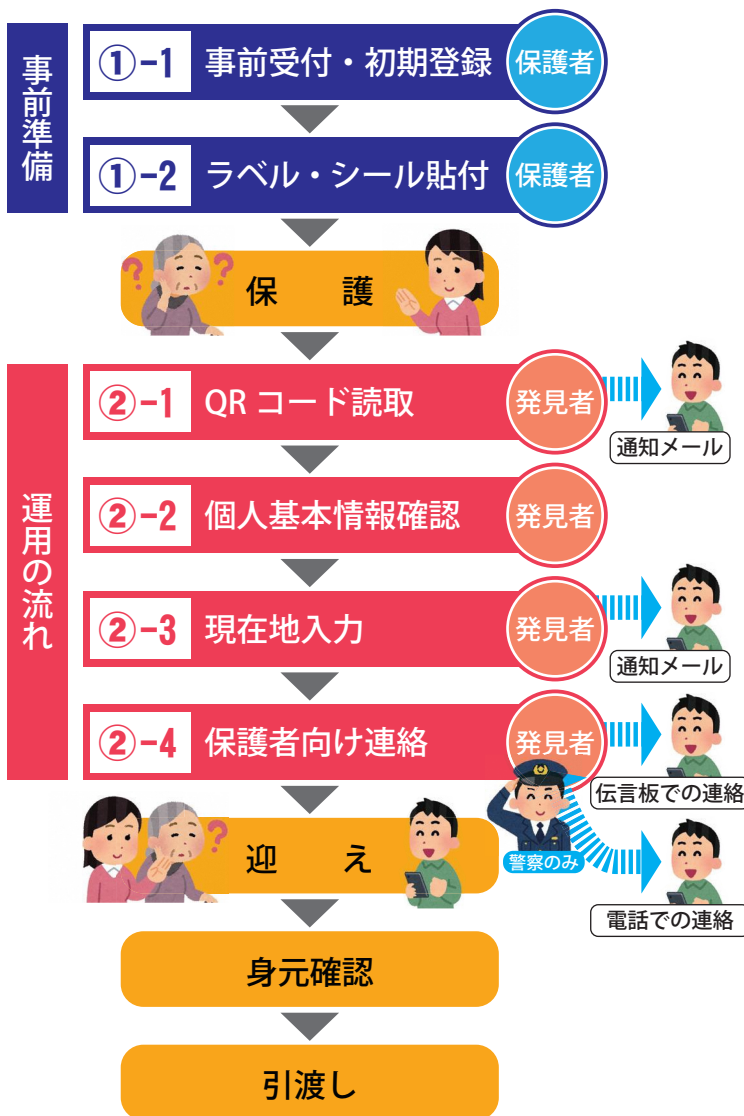 事前準備
①-1 事前受付・初期登録 保護者
①-2 ラベル・シール貼付 保護者
? ?
保 護
運用の流れ
②-1 QRコード読取 発見者
通知メール
②-2 個人基本情報確認 発見者
②-3 現在地入力 発見者
通知メール
②-4 保護者向け連絡 発見者
伝言板での連絡
?
迎 え
警察のみ
電話での連絡
身元確認
引渡し